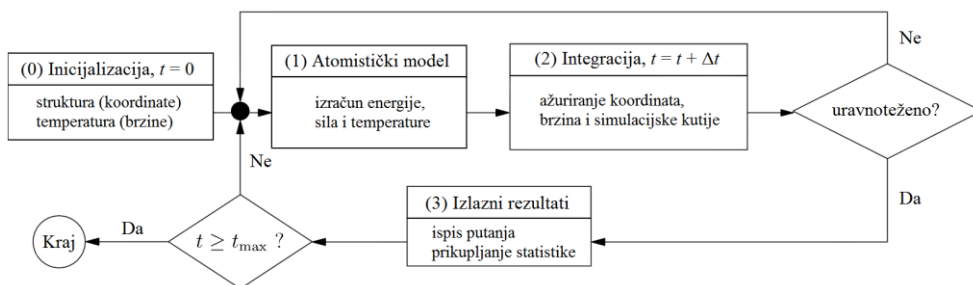 Ne
(0) Inicijalizacija, t = 0
struktura (koordinate)
temperatura (brzine)
(1) Atomistički model
izračun energije,
sila i temperature
(2) Integracija, t = t + Δt
ažuriranje koordinata,
brzina i simulacijske kutije
uravnoteženo?
Da
(3) Izlazni rezultati
ispis putanja
prikupljanje statistike
Ne
t ≥ tmax ?
Da
Kraj